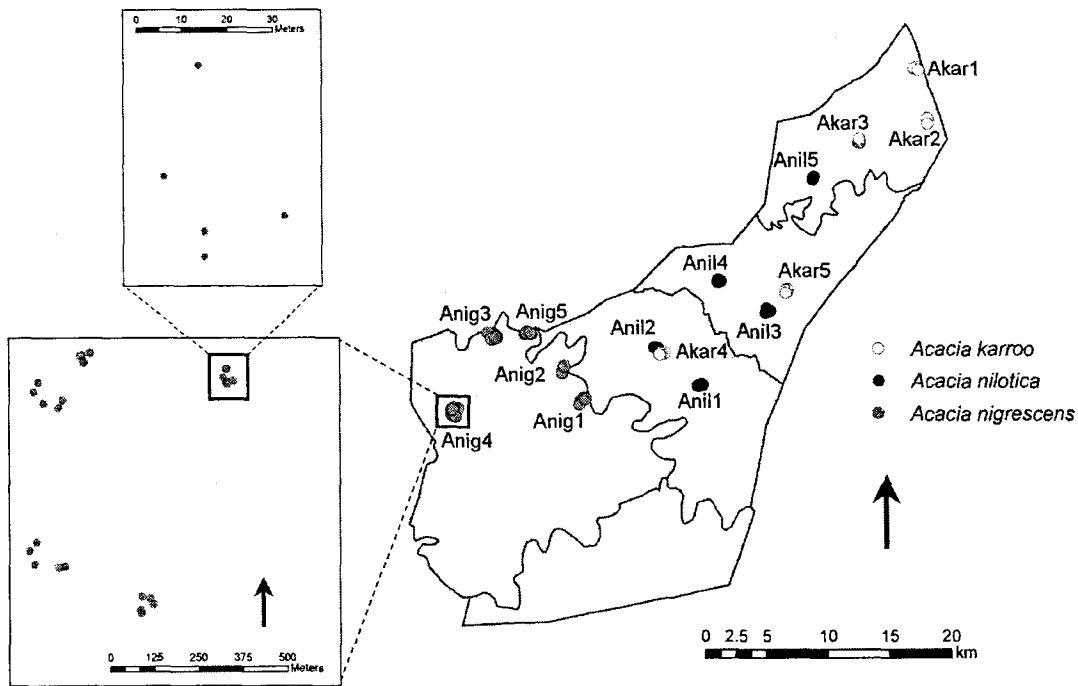 0 10 20 30
Meters
Akar1
Akar3
Akar2
Anil5
Anil4
Akar5
Anig3 Anig5
Anil2
Anil3
Akar4
Anig2
Anil1
Anig1
Anig4
Acacia karroo
Acacia nilotica
Acacia nigrescens
0 125 250 375 500
Meters
0 2.5 5 10 15 20
km